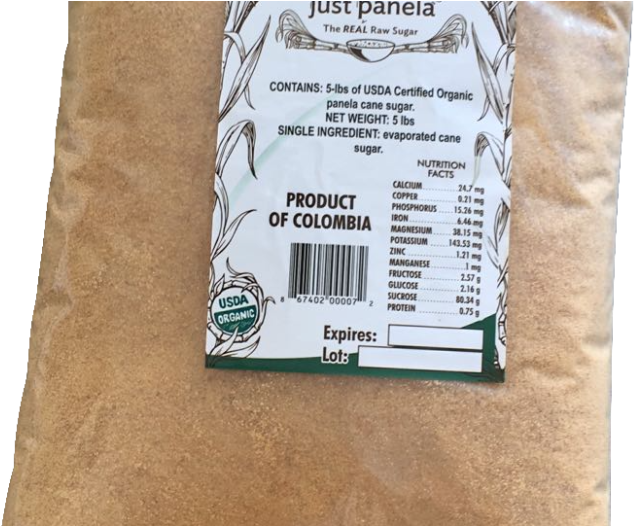 just panela
The REAL Raw Sugar
CONTAINS: 5-lbs of USDA Certified Organic
panela cane sugar.
NET WEIGHT: 5 lbs
SINGLE INGREDIENT: evaporated cane
sugar.
NUTRITION
FACTS
CALCIUM 24.7 mg
COPPER 0.21 mg
PHOSPHORUS 15.26 mg
IRON 6.46 mg
MAGNESIUM 38.15 mg
POTASSIUM 143.53 mg
ZINC 1.21 mg
MANGANESE 1 mg
FRUCTOSE 2.57 g
GLUCOSE 2.16 g
SUCROSE 80.34 g
PROTEIN 0.75 g
PRODUCT
OF COLOMBIA
8 67402 00007 2
USDA
ORGANIC
Expires:
Lot: